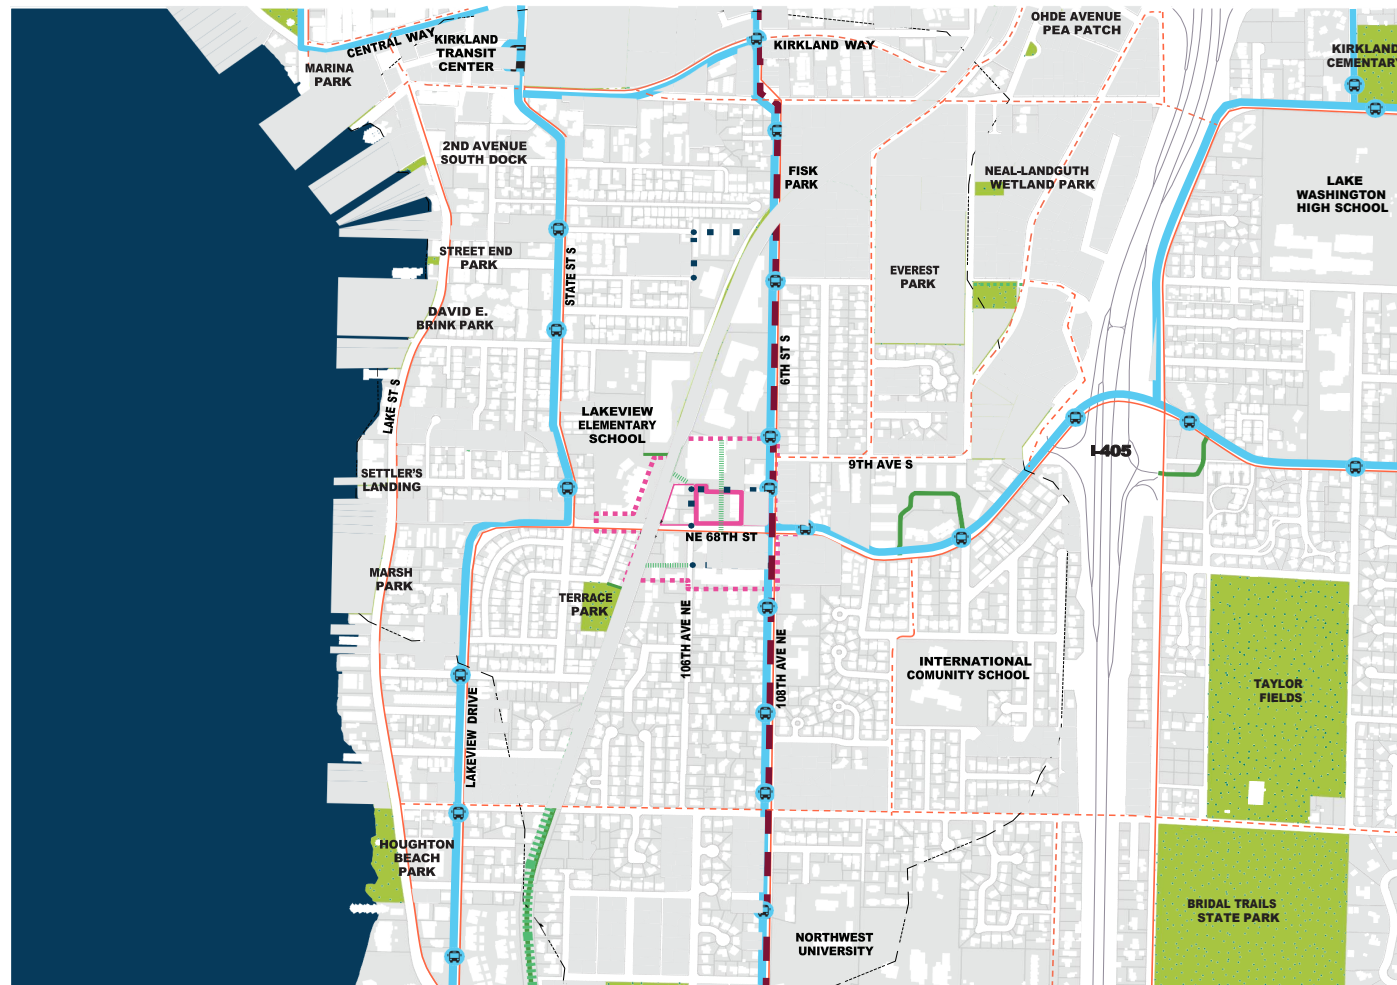 OHDE AVENUE
PEA PATCH
CENTRAL WAY
KIRKLAND
TRANSIT
CENTER
KIRKLAND WAY
KIRKLAND
CEMENTARY
MARINA
PARK
2ND AVENUE
SOUTH DOCK
FISK
PARK
NEAL-LANDGUTH
WETLAND PARK
LAKE
WASHINGTON
HIGH SCHOOL
STREET END
PARK
STATE ST S
EVEREST
PARK
DAVID E.
BRINK PARK
6TH ST S
LAKE ST S
LAKEVIEW
ELEMENTARY
SCHOOL
I-405
9TH AVE S
SETTLER'S
LANDING
NE 68TH ST
MARSH
PARK
TERRACE
PARK
106TH AVE NE
108TH AVE NE
INTERNATIONAL
COMUNITY SCHOOL
TAYLOR
FIELDS
LAKEVIEW DRIVE
HOUGHTON
BEACH
PARK
BRIDAL TRAILS
STATE PARK
NORTHWEST
UNIVERSITY